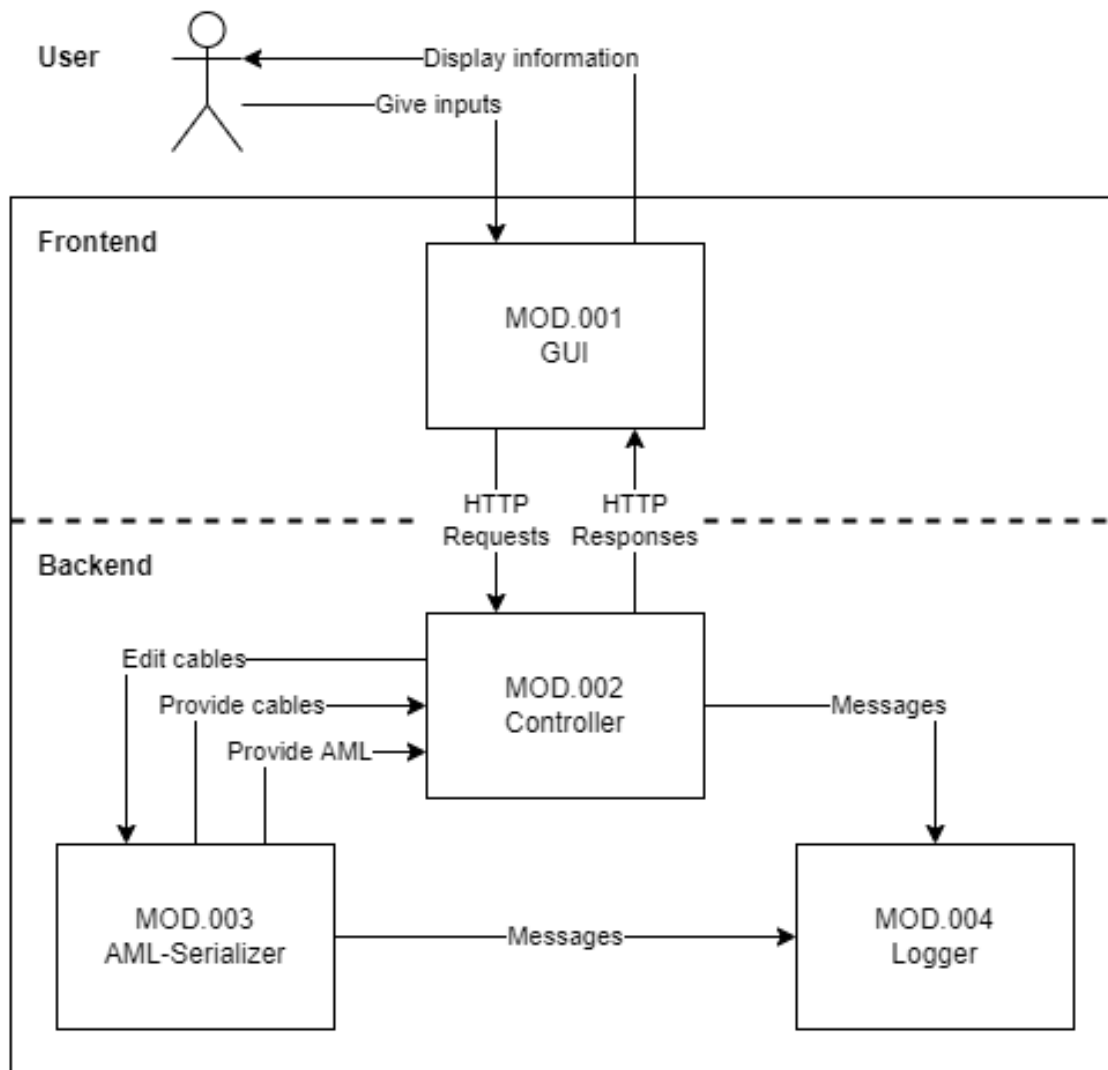 User
Display information
Give inputs
Frontend
MOD.001
GUI
HTTP
Requests
HTTP
Responses
Backend
Edit cables
Provide cables
Provide AML
MOD.002
Controller
Messages
MOD.003
AML-Serializer
Messages
MOD.004
Logger